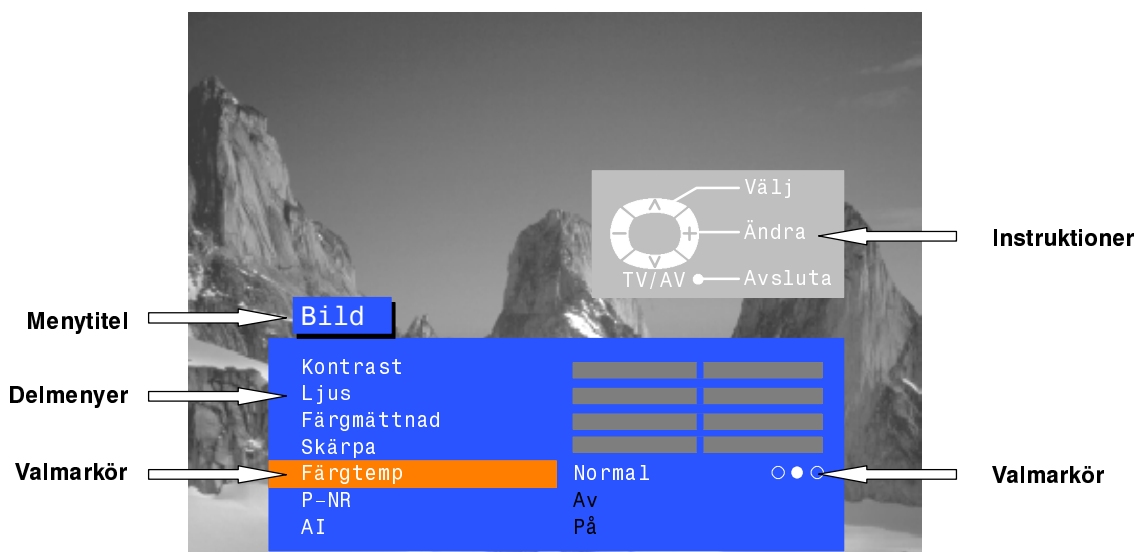 Välj
Ändra
Instruktioner
TV/AV
Avsluta
Bild
Menytitel
Kontrast
Ljus
Delmenyer
Färgmättnad
Skärpa
Valmarkör
Färgtemp
Normal
Valmarkör
P-NR
Av
AI
På